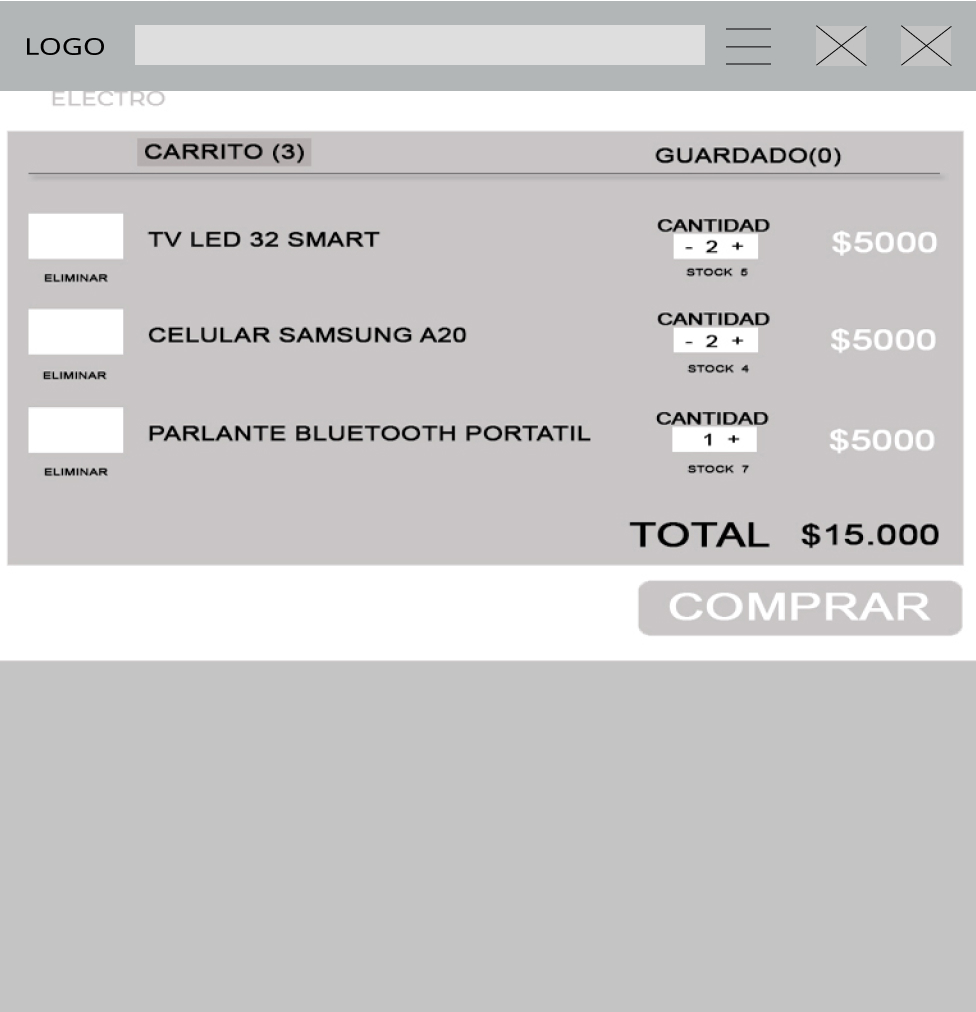 LOGO
ELECTRO
CARRITO (3)
GUARDADO(0)
TV LED 32 SMART
CANTIDAD
- 2 +
$5000
STOCK 5
ELIMINAR
CELULAR SAMSUNG A20
CANTIDAD
- 2 +
$5000
STOCK 4
ELIMINAR
PARLANTE BLUETOOTH PORTATIL
CANTIDAD
1 +
$5000
STOCK 7
ELIMINAR
TOTAL $15.000
COMPRAR